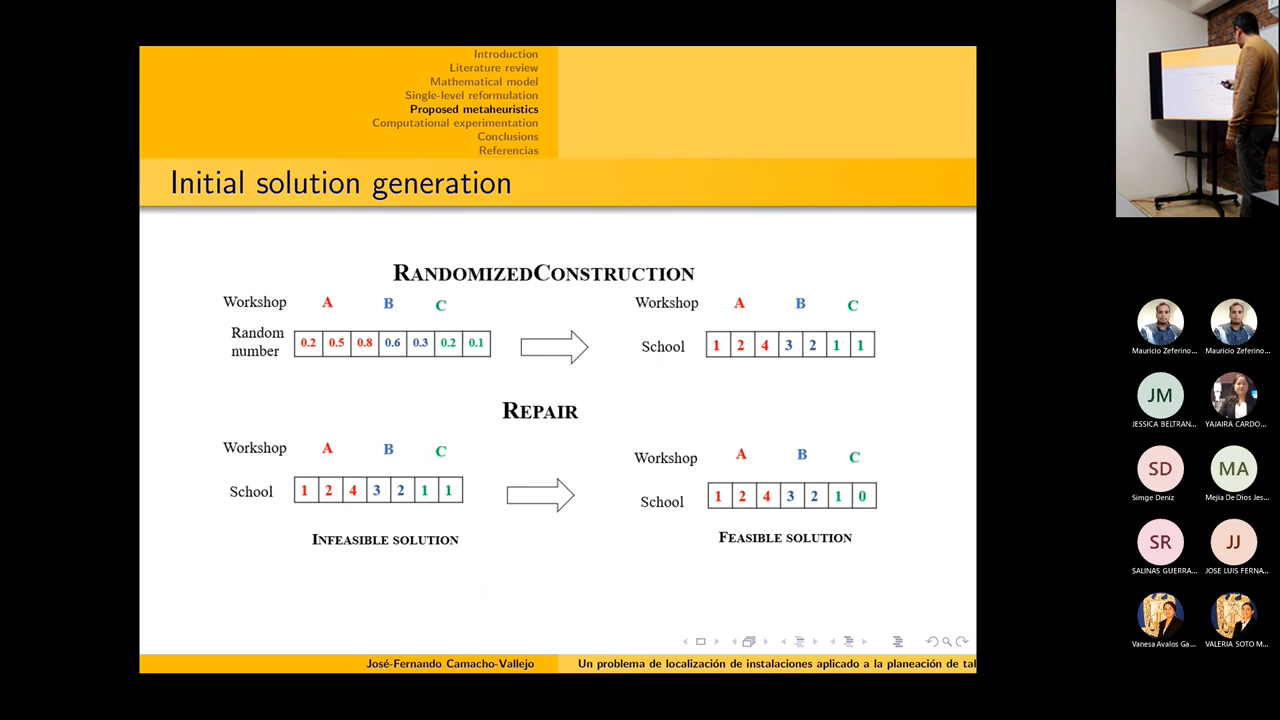 Introduction
Literature review
Mathematical model
Single-level reformulation
Proposed metaheuristics
Computational experimentation
Conclusions
Referencias
Initial solution generation
RANDOMIZEDCONSTRUCTION
Workshop A B C
Random number 0.2 0.5 0.8 0.6 0.3 0.2 0.1
Workshop A B C
School 1 2 4 3 2 1 1
REPAIR
Workshop A B C
School 1 2 4 3 2 1 1
INFEASIBLE SOLUTION
Workshop A B C
School 1 2 4 3 2 1 0
FEASIBLE SOLUTION
José-Fernando Camacho-Vallejo Un problema de localización de instalaciones aplicado a la planeación de tal
Mauricio Zeferino... Mauricio Zeferino...
JM
JESSICA BELTRAN... YAJAIRA CARDO...
SD MA
Simge Deniz Mejia De Dios Jes...
SR JJ
SALINAS GUERRA... JOSE LUIS FERNA...
Vanesa Avalos Ga... VALERIA SOTO M...